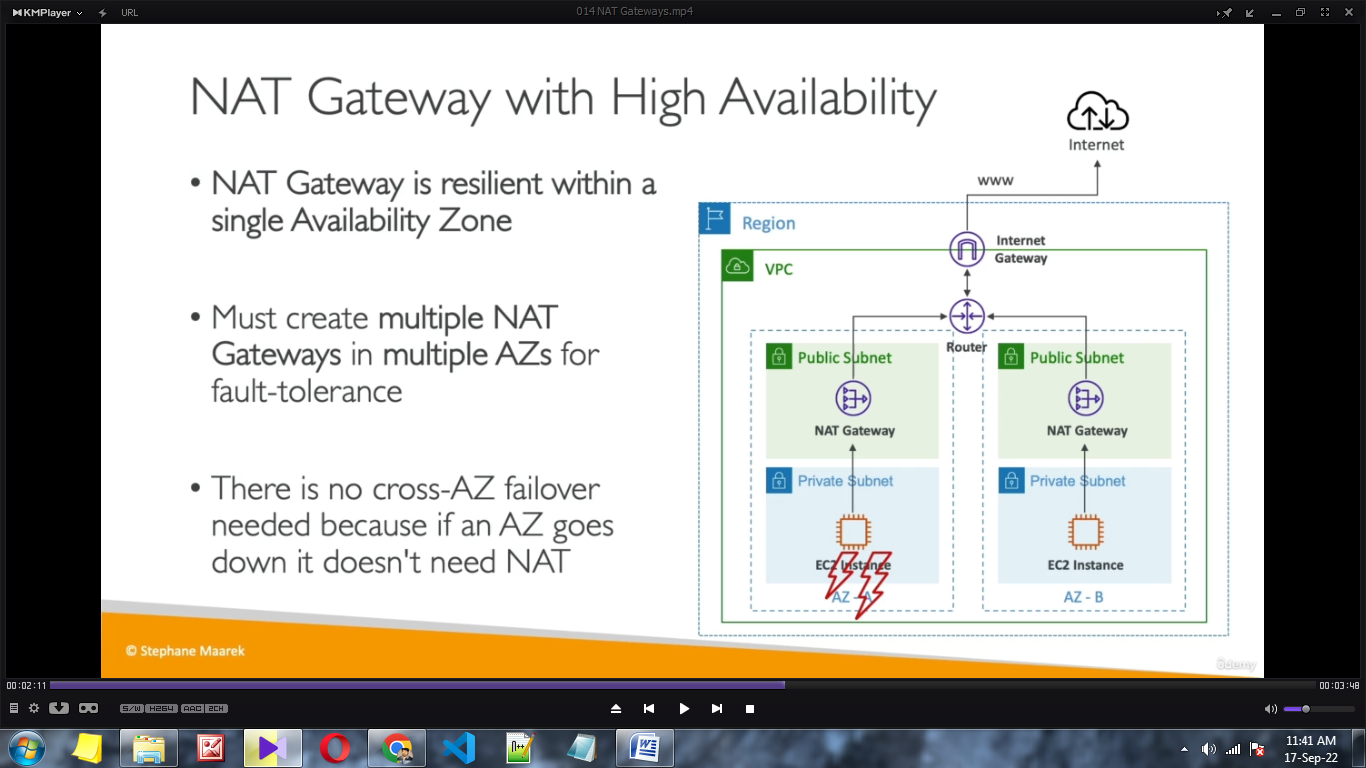 KMPlayer
URL
014 NAT Gateways.mp4
NAT Gateway with High Availability
• NAT Gateway is resilient within a
single Availability Zone
• Must create multiple NAT
Gateways in multiple AZs for
fault-tolerance
• There is no cross-AZ failover
needed because if an AZ goes
down it doesn't need NAT
Internet
www
Region
Internet
Gateway
VPC
Router
Public Subnet
NAT Gateway
Private Subnet
EC2 Instance
AZ - A
Public Subnet
NAT Gateway
Private Subnet
EC2 Instance
AZ - B
© Stephane Maarek
ûdemy
00:02:11
00:03:48
S/W H264 AAC 2CH
11:41 AM
17-Sep-22